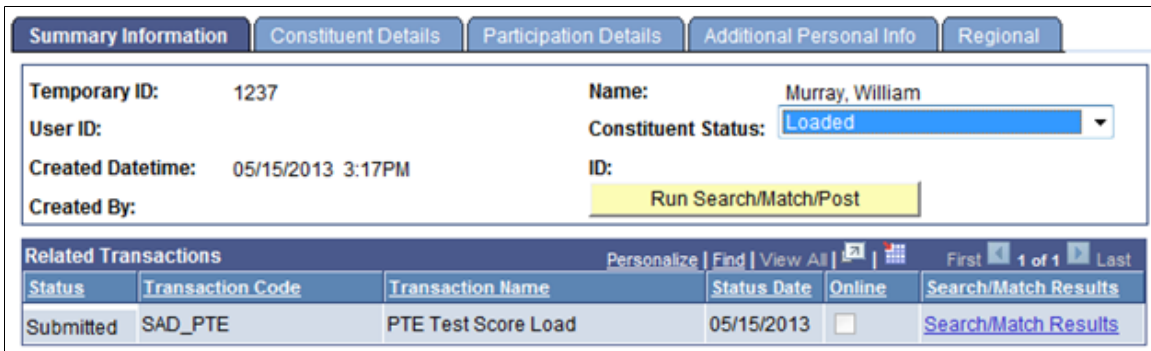 Summary Information Constituent Details Participation Details Additional Personal Info Regional
Temporary ID: 1237 Name: Murray, William
User ID: Constituent Status: Loaded
Created Datetime: 05/15/2013 3:17PM ID:
Created By: Run Search/Match/Post
Related Transactions Personalize | Find | View All | | First 1 of 1 Last
Status Transaction Code Transaction Name Status Date Online Search/Match Results
Submitted SAD_PTE PTE Test Score Load 05/15/2013 Search/Match Results